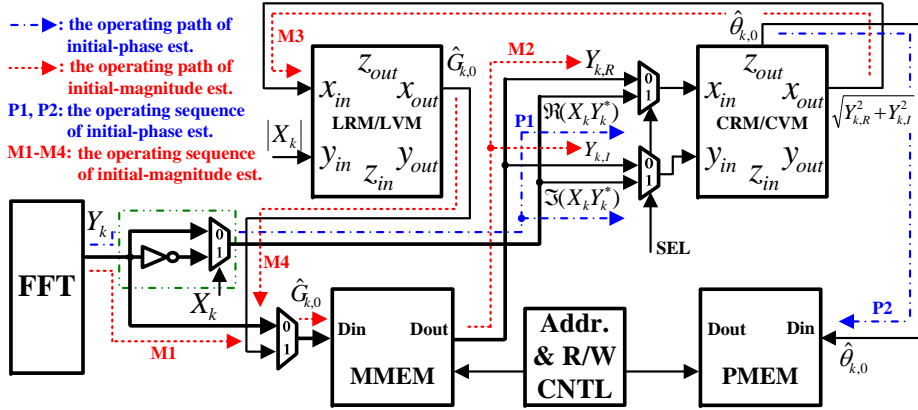 : the operating path of
initial-phase est.
: the operating path of
initial-magnitude est.
P1, P2: the operating sequence
of initial-phase est.
M1-M4: the operating sequence
of initial-magnitude est.
M3
z_out
x_in x_out
LRM/LVM
y_in y_out
z_in
|X_k|
Ĝ_{k,0}
M2
Y_{k,R}
ℜ(X_k Y_k^*)
P1
Y_{k,I}
ℑ(X_k Y_k^*)
0
1
0
1
SEL
θ̂_{k,0}
z_out
x_in x_out
CRM/CVM
y_in y_out
z_in
√(Y_{k,R}^2 + Y_{k,I}^2)
FFT
Y_k
0
1
X_k
M4
M1
Ĝ_{k,0}
0
1
Din Dout
MMEM
Addr.
& R/W
CNTL
Dout Din
PMEM
P2
θ̂_{k,0}